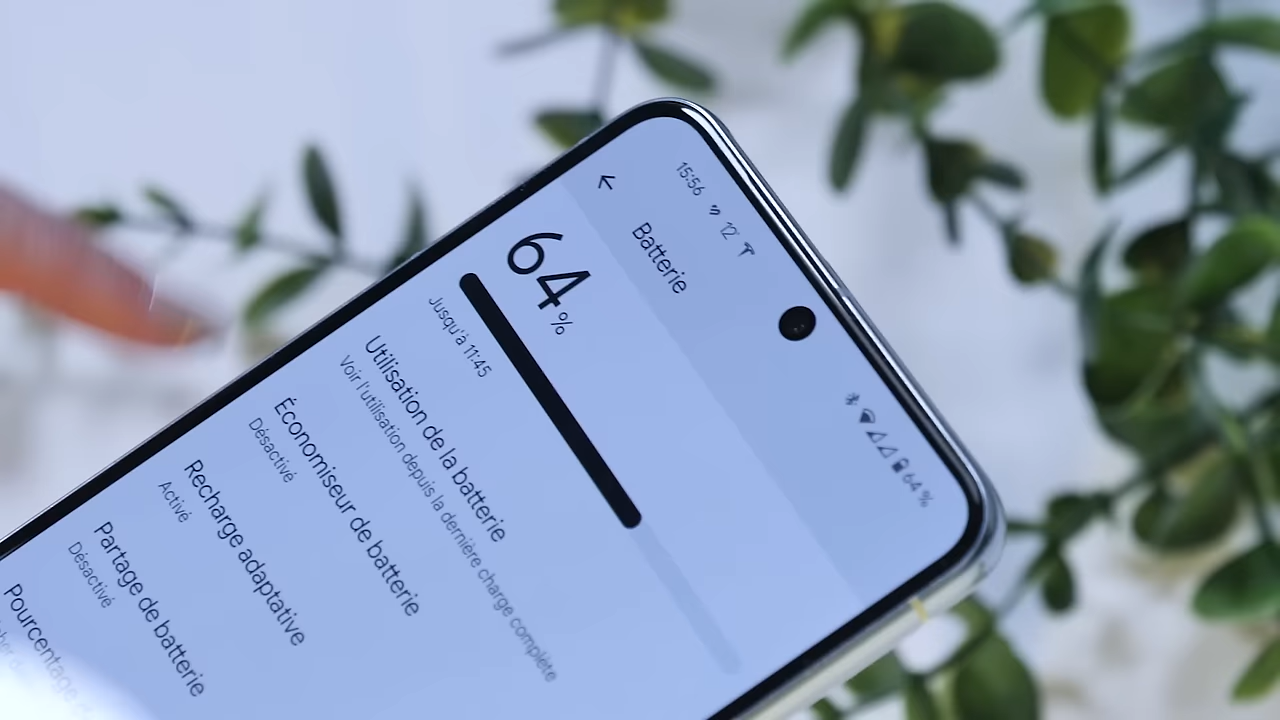 15:56 12
64 %
Batterie
64 %
Jusqu'à 11:45
Utilisation de la batterie
Voir l'utilisation depuis la dernière charge complète
Économiseur de batterie
Désactivé
Recharge adaptative
Activé
Partage de batterie
Désactivé
Pourcentage